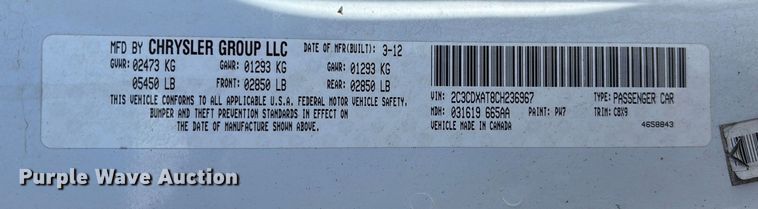 MFD BY CHRYSLER GROUP LLC DATE OF MFR(BUILT): 3-12
GVWR: 02473 KG GAWR: 01293 KG GAWR: 01293 KG
05450 LB FRONT: 02850 LB REAR: 02850 LB
THIS VEHICLE CONFORMS TO ALL APPLICABLE U.S.A. FEDERAL MOTOR VEHICLE SAFETY,
BUMPER AND THEFT PREVENTION STANDARDS IN EFFECT ON
THE DATE OF MANUFACTURE SHOWN ABOVE.
VIN: 2C3CDXAT8CH236967 TYPE: PASSENGER CAR
MDH: 031619 665AA PAINT: PW7 TRIM: C8X9
VEHICLE MADE IN CANADA 4658843
Purple Wave Auction